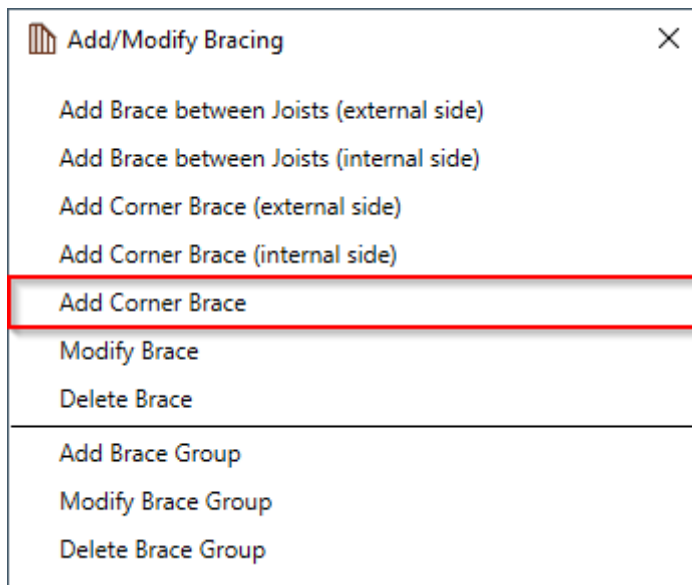 Add/Modify Bracing
Add Brace between Joists (external side)
Add Brace between Joists (internal side)
Add Corner Brace (external side)
Add Corner Brace (internal side)
Add Corner Brace
Modify Brace
Delete Brace
Add Brace Group
Modify Brace Group
Delete Brace Group